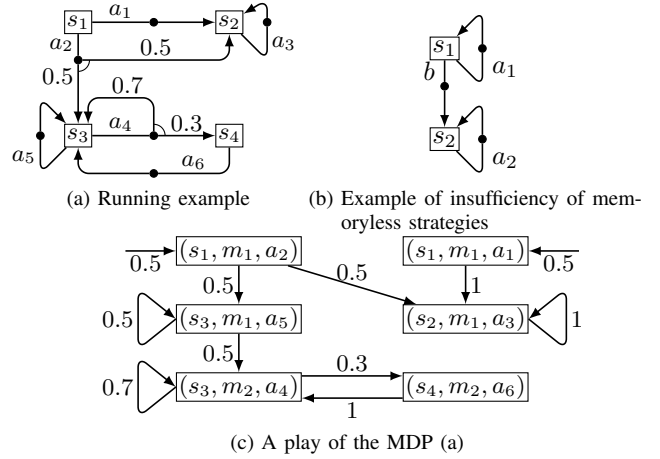 s₁ a₁ s₂
a₂ a₃
0.5
0.5
0.7
s₃ a₄ 0.3 s₄
a₅ a₆
(a) Running example
s₁
b a₁
s₂
a₂
(b) Example of insufficiency of mem-
oryless strategies
0.5 (s₁, m₁, a₂) (s₁, m₁, a₁) 0.5
0.5 0.5 1
0.5 (s₃, m₁, a₅) (s₂, m₁, a₃) 1
0.5
0.7 (s₃, m₂, a₄) 0.3 (s₄, m₂, a₆)
1
(c) A play of the MDP (a)